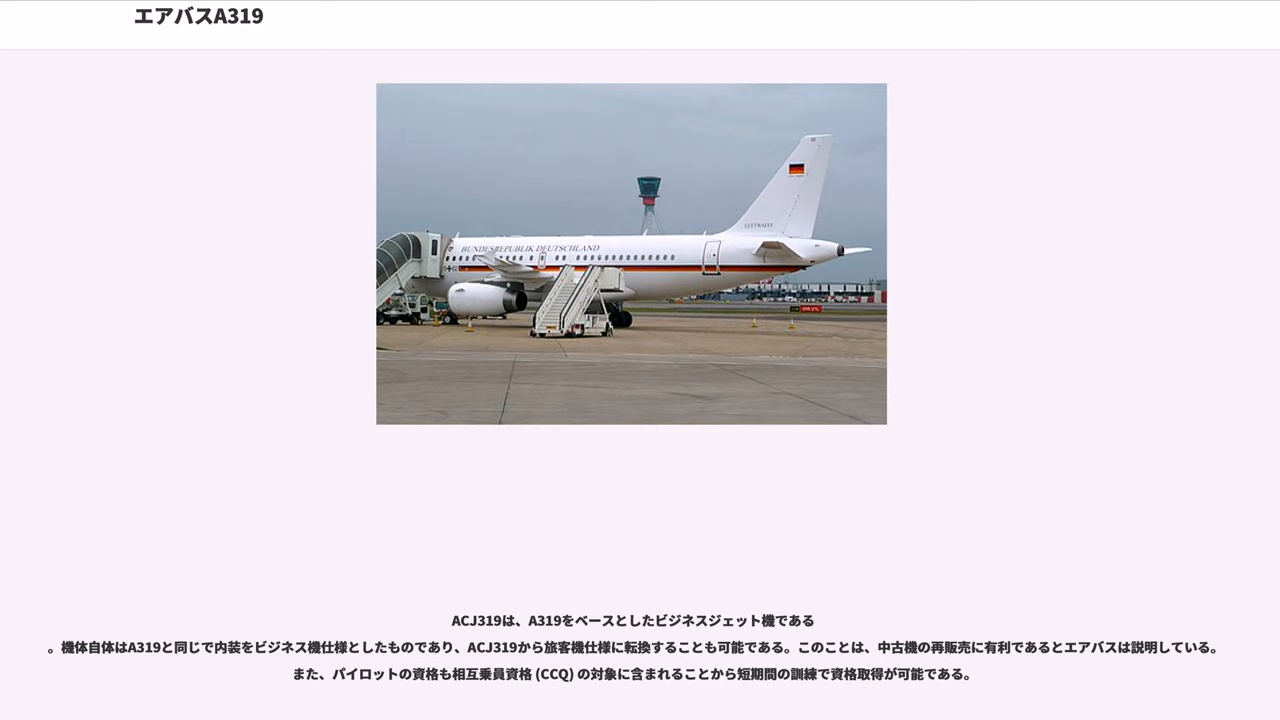 エアバスA319
LUFTWAFFE
BUNDESREPUBLIK DEUTSCHLAND
ACJ319は、A319をベースとしたビジネスジェット機である
。機体自体はA319と同じで内装をビジネス機仕様としたものであり、ACJ319から旅客機仕様に転換することも可能である。このことは、中古機の再販売に有利であるとエアバスは説明している。
また、パイロットの資格も相互乗員資格 (CCQ) の対象に含まれることから短期間の訓練で資格取得が可能である。